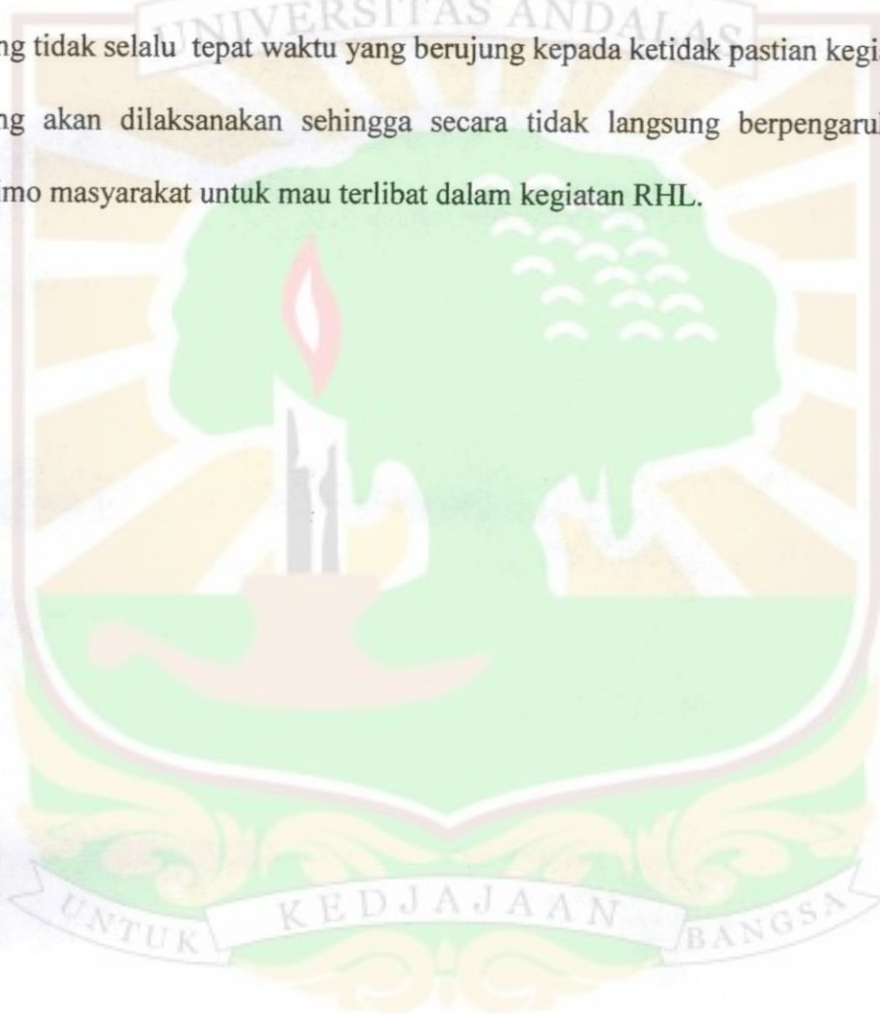 UNIVERSITAS ANDALAS
ng tidak selalu tepat waktu yang berujung kepada ketidak pastian kegi
ng akan dilaksanakan sehingga secara tidak langsung berpengaru
imo masyarakat untuk mau terlibat dalam kegiatan RHL.
UNTUK KEDJAJAAN BANGSA